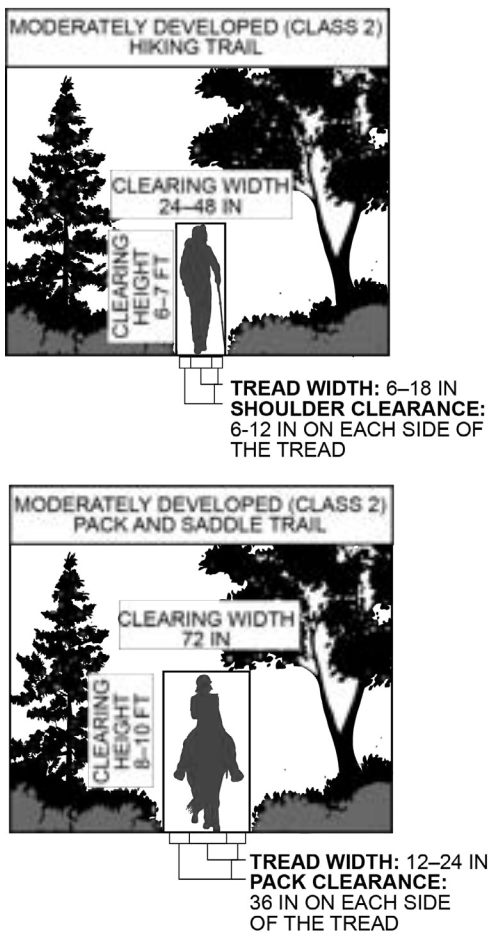 MODERATELY DEVELOPED (CLASS 2)
HIKING TRAIL
CLEARING WIDTH
24–48 IN
CLEARING
HEIGHT
6–7 FT
TREAD WIDTH: 6–18 IN
SHOULDER CLEARANCE:
6-12 IN ON EACH SIDE OF
THE TREAD
MODERATELY DEVELOPED (CLASS 2)
PACK AND SADDLE TRAIL
CLEARING WIDTH
72 IN
CLEARING
HEIGHT
8–10 FT
TREAD WIDTH: 12–24 IN
PACK CLEARANCE:
36 IN ON EACH SIDE
OF THE TREAD